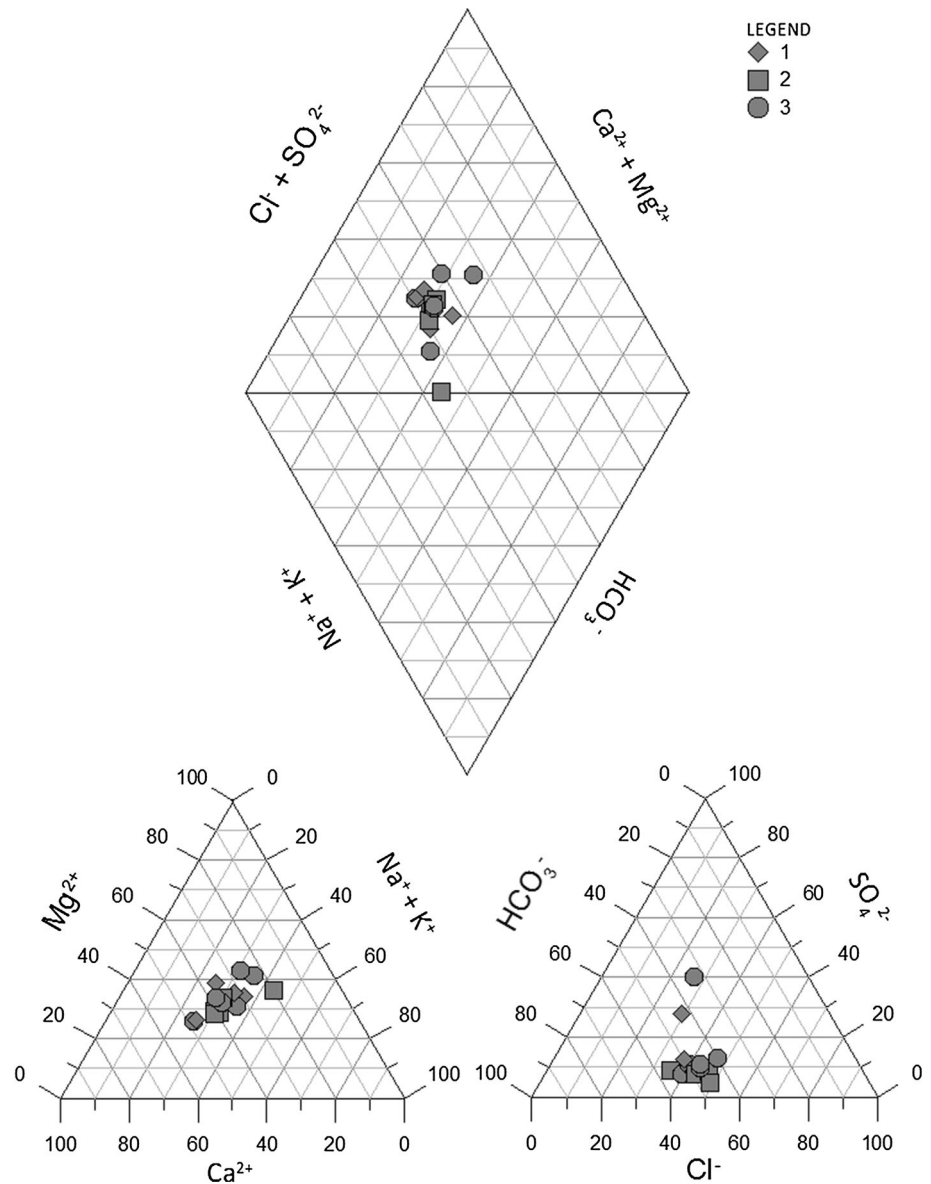 LEGEND
1
2
3
Cl⁻ + SO₄²⁻
Ca²⁺ + Mg²⁺
Na⁺ + K⁺
HCO₃⁻
100 0
80 20
60 40
40 60
20 80
0 100
Mg²⁺
Na⁺ + K⁺
100 80 60 40 20 0
Ca²⁺
0 100
20 80
40 60
60 40
80 20
100 0
HCO₃⁻
SO₄²⁻
0 20 40 60 80 100
Cl⁻